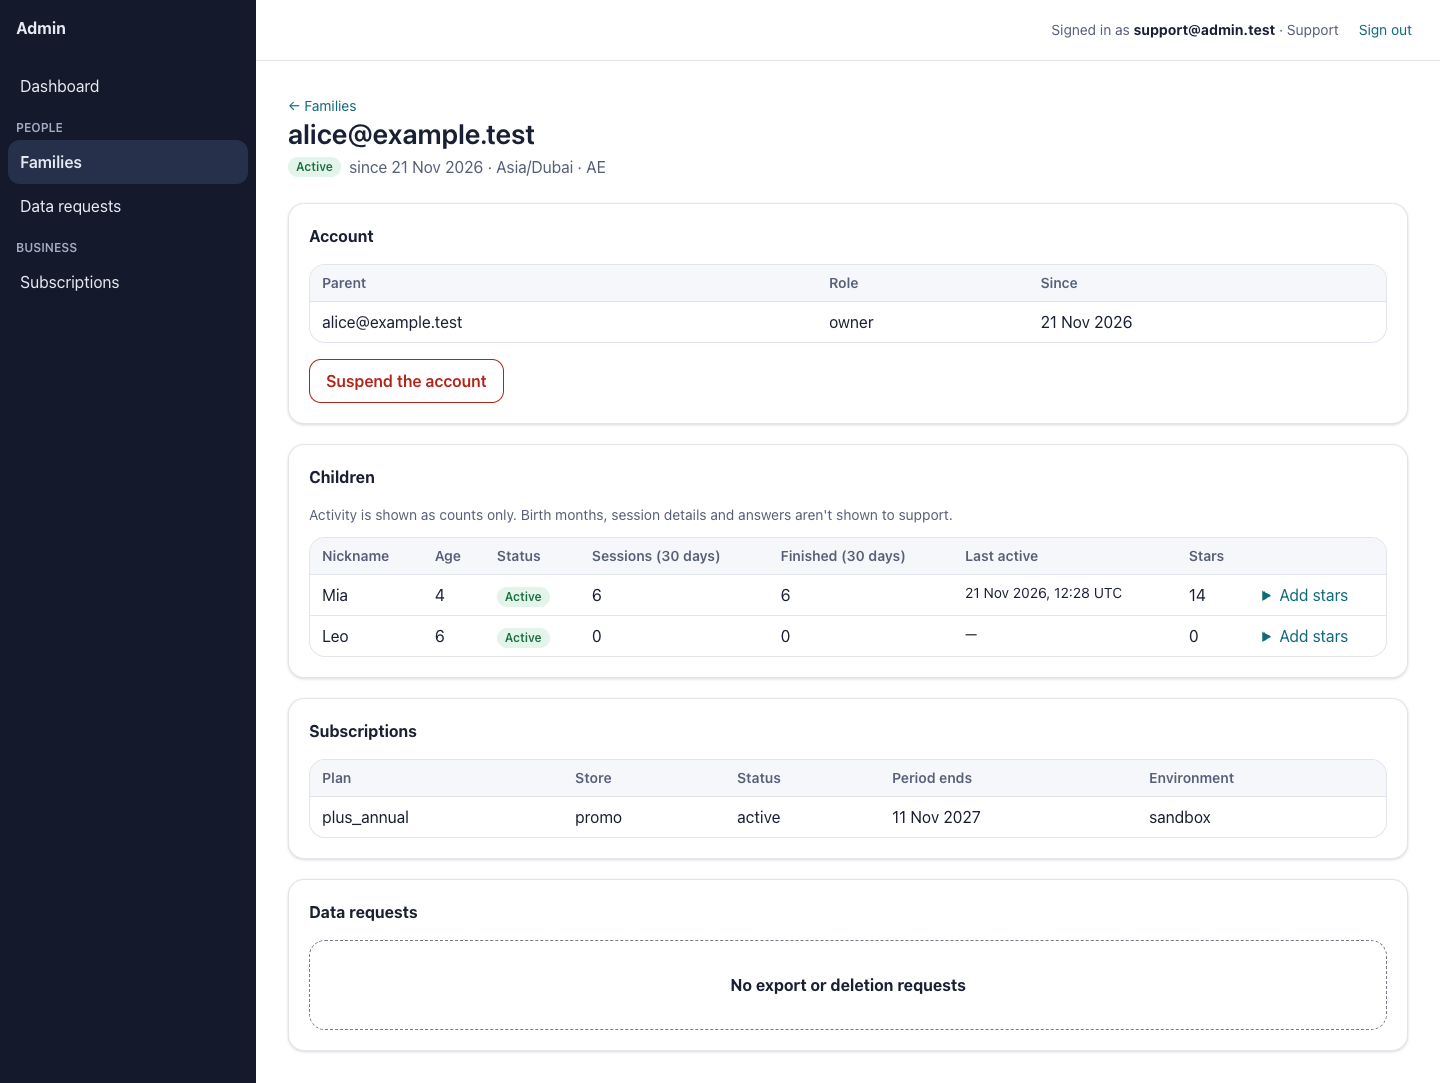 Admin
Signed in as support@admin.test · Support Sign out
Dashboard
PEOPLE
Families
Data requests
BUSINESS
Subscriptions
← Families
alice@example.test
Active since 21 Nov 2026 · Asia/Dubai · AE
Account
Parent Role Since
alice@example.test owner 21 Nov 2026
Suspend the account
Children
Activity is shown as counts only. Birth months, session details and answers aren't shown to support.
Nickname Age Status Sessions (30 days) Finished (30 days) Last active Stars
Mia 4 Active 6 6 21 Nov 2026, 12:28 UTC 14 ▶ Add stars
Leo 6 Active 0 0 — 0 ▶ Add stars
Subscriptions
Plan Store Status Period ends Environment
plus_annual promo active 11 Nov 2027 sandbox
Data requests
No export or deletion requests